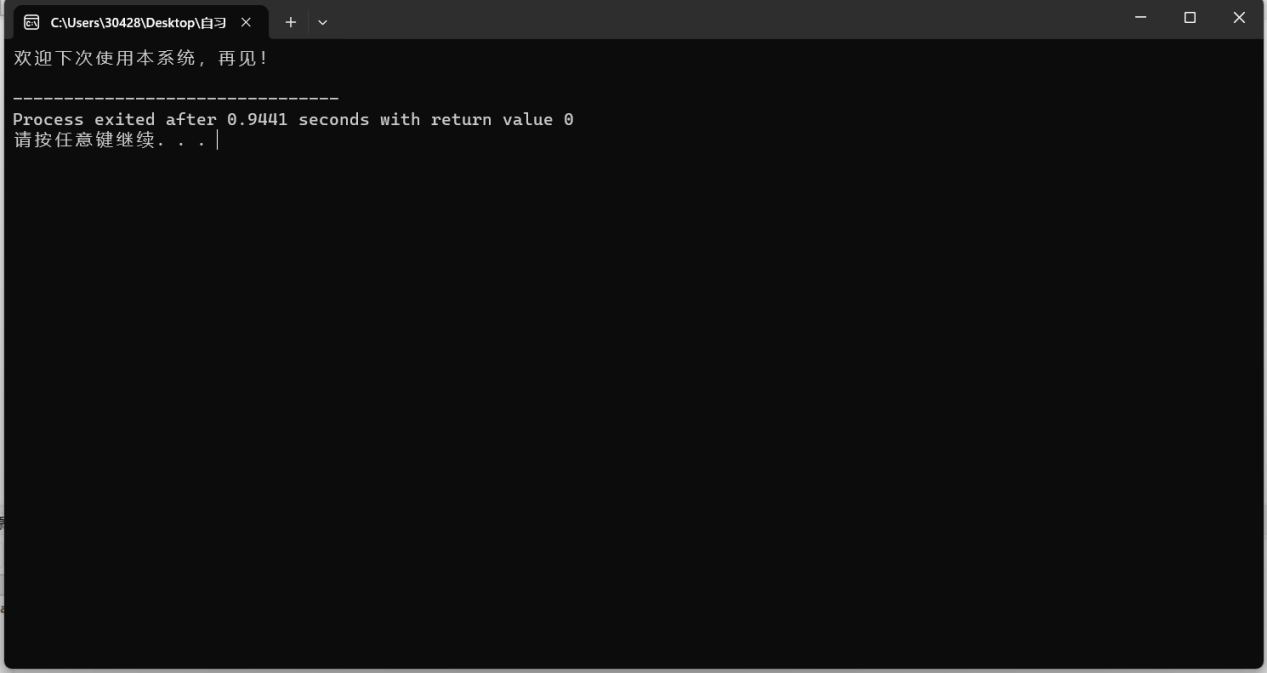 C:\Users\30428\Desktop\自习
欢迎下次使用本系统，再见！
--------------------------------
Process exited after 0.9441 seconds with return value 0
请按任意键继续. . .